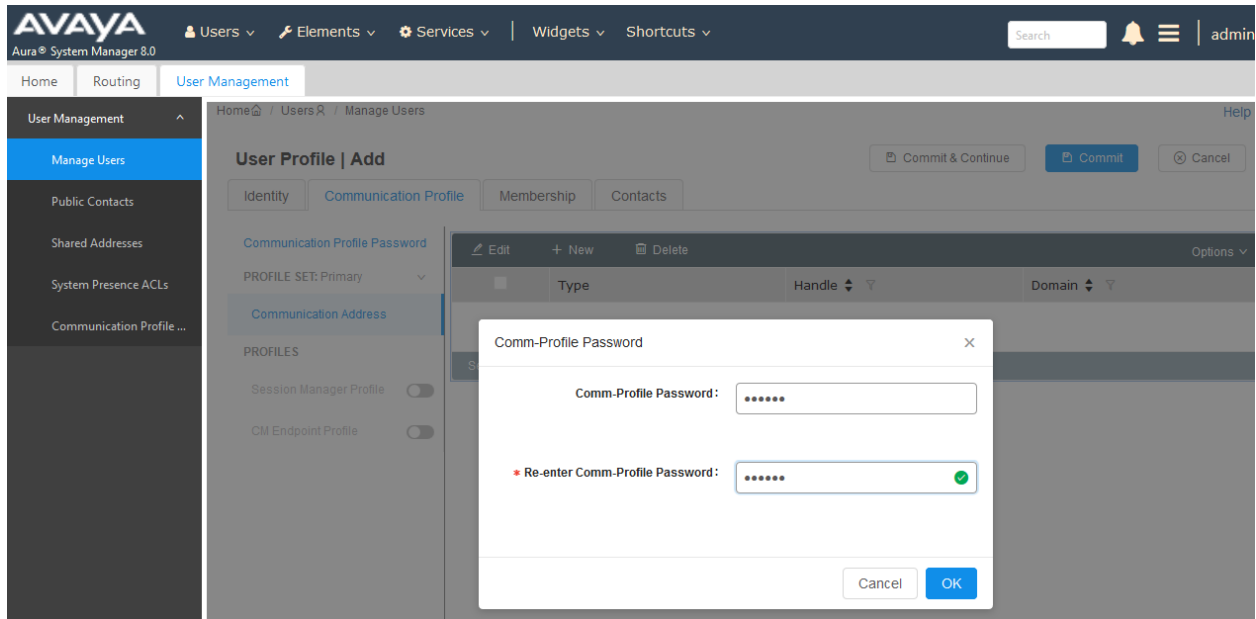 AVAYA
Aura® System Manager 8.0
Users
Elements
Services
Widgets
Shortcuts
Search
admin
Home
Routing
User Management
User Management
Manage Users
Public Contacts
Shared Addresses
System Presence ACLs
Communication Profile ...
Home / Users / Manage Users
Help
User Profile | Add
Commit & Continue
Commit
Cancel
Identity
Communication Profile
Membership
Contacts
Communication Profile Password
PROFILE SET: Primary
Communication Address
PROFILES
Session Manager Profile
CM Endpoint Profile
Edit
+ New
Delete
Options
Type
Handle
Domain
Comm-Profile Password
Comm-Profile Password:
••••••
* Re-enter Comm-Profile Password:
••••••
Cancel
OK